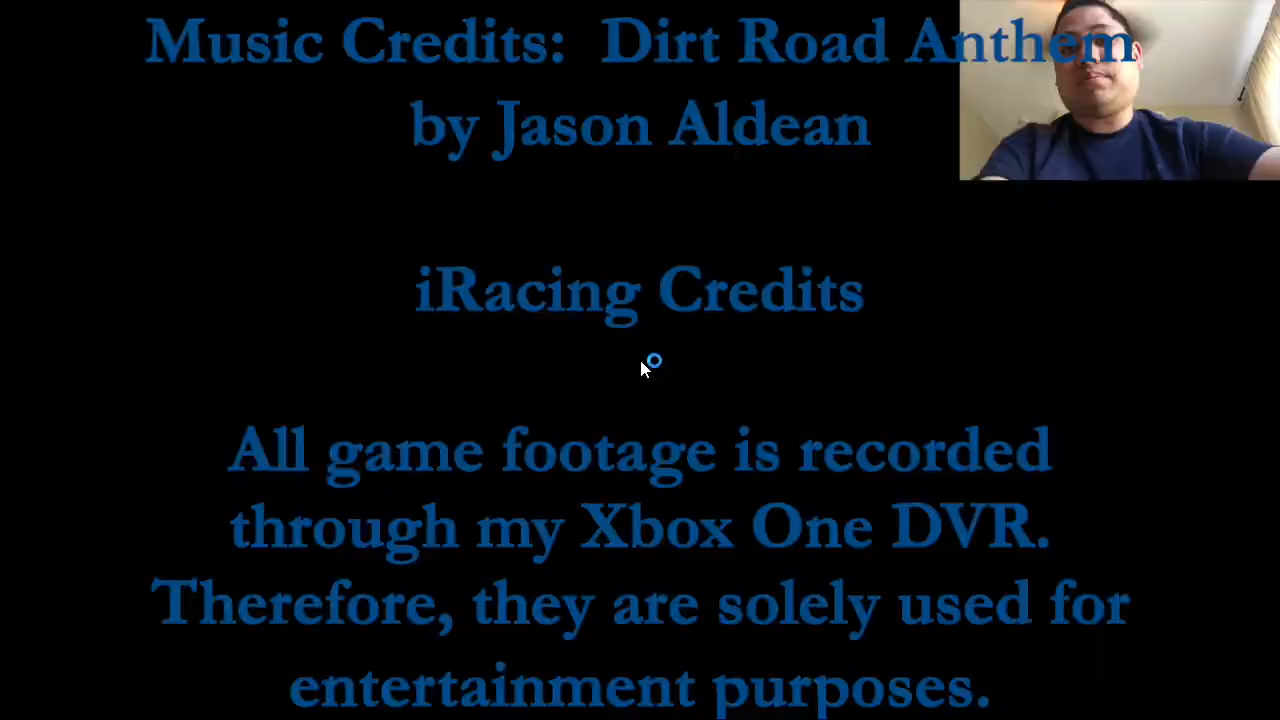 Music Credits: Dirt Road Anthem
by Jason Aldean
iRacing Credits
All game footage is recorded
through my Xbox One DVR.
Therefore, they are solely used for
entertainment purposes.